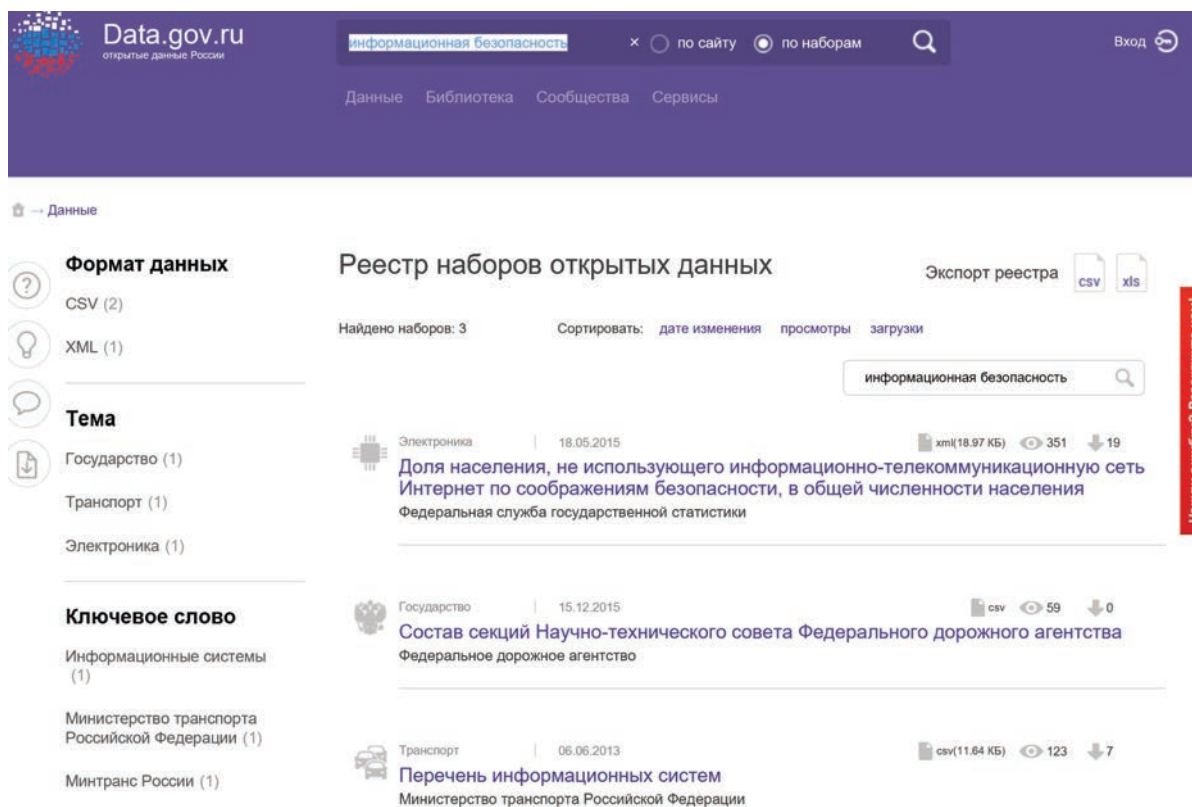 Data.gov.ru
открытые данные России
информационная безопасность × по сайту по наборам
Вход
Данные Библиотека Сообщества Сервисы
→ Данные
Формат данных
CSV (2)
XML (1)
Тема
Государство (1)
Транспорт (1)
Электроника (1)
Ключевое слово
Информационные системы
(1)
Министерство транспорта
Российской Федерации (1)
Минтранс России (1)
Реестр наборов открытых данных
Экспорт реестра csv xls
Найдено наборов: 3 Сортировать: дате изменения просмотры загрузки
информационная безопасность
Электроника | 18.05.2015 xml(18.97 КБ) 351 19
Доля населения, не использующего информационно-телекоммуникационную сеть
Интернет по соображениям безопасности, в общей численности населения
Федеральная служба государственной статистики
Государство | 15.12.2015 csv 59 0
Состав секций Научно-технического совета Федерального дорожного агентства
Федеральное дорожное агентство
Транспорт | 06.06.2013 csv(11.64 КБ) 123 7
Перечень информационных систем
Министерство транспорта Российской Федерации